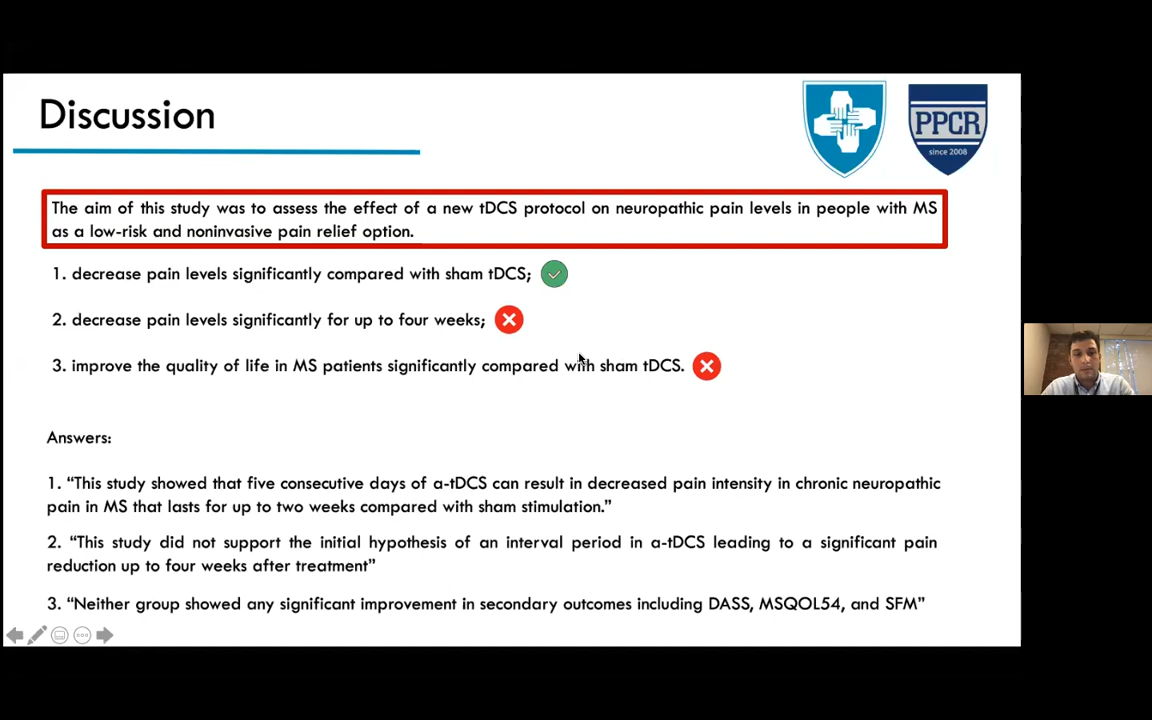 Discussion
PPCR
since 2008
The aim of this study was to assess the effect of a new tDCS protocol on neuropathic pain levels in people with MS
as a low-risk and noninvasive pain relief option.
1. decrease pain levels significantly compared with sham tDCS;
2. decrease pain levels significantly for up to four weeks;
3. improve the quality of life in MS patients significantly compared with sham tDCS.
Answers:
1. “This study showed that five consecutive days of a-tDCS can result in decreased pain intensity in chronic neuropathic
pain in MS that lasts for up to two weeks compared with sham stimulation.”
2. “This study did not support the initial hypothesis of an interval period in a-tDCS leading to a significant pain
reduction up to four weeks after treatment”
3. “Neither group showed any significant improvement in secondary outcomes including DASS, MSQOL54, and SFM”